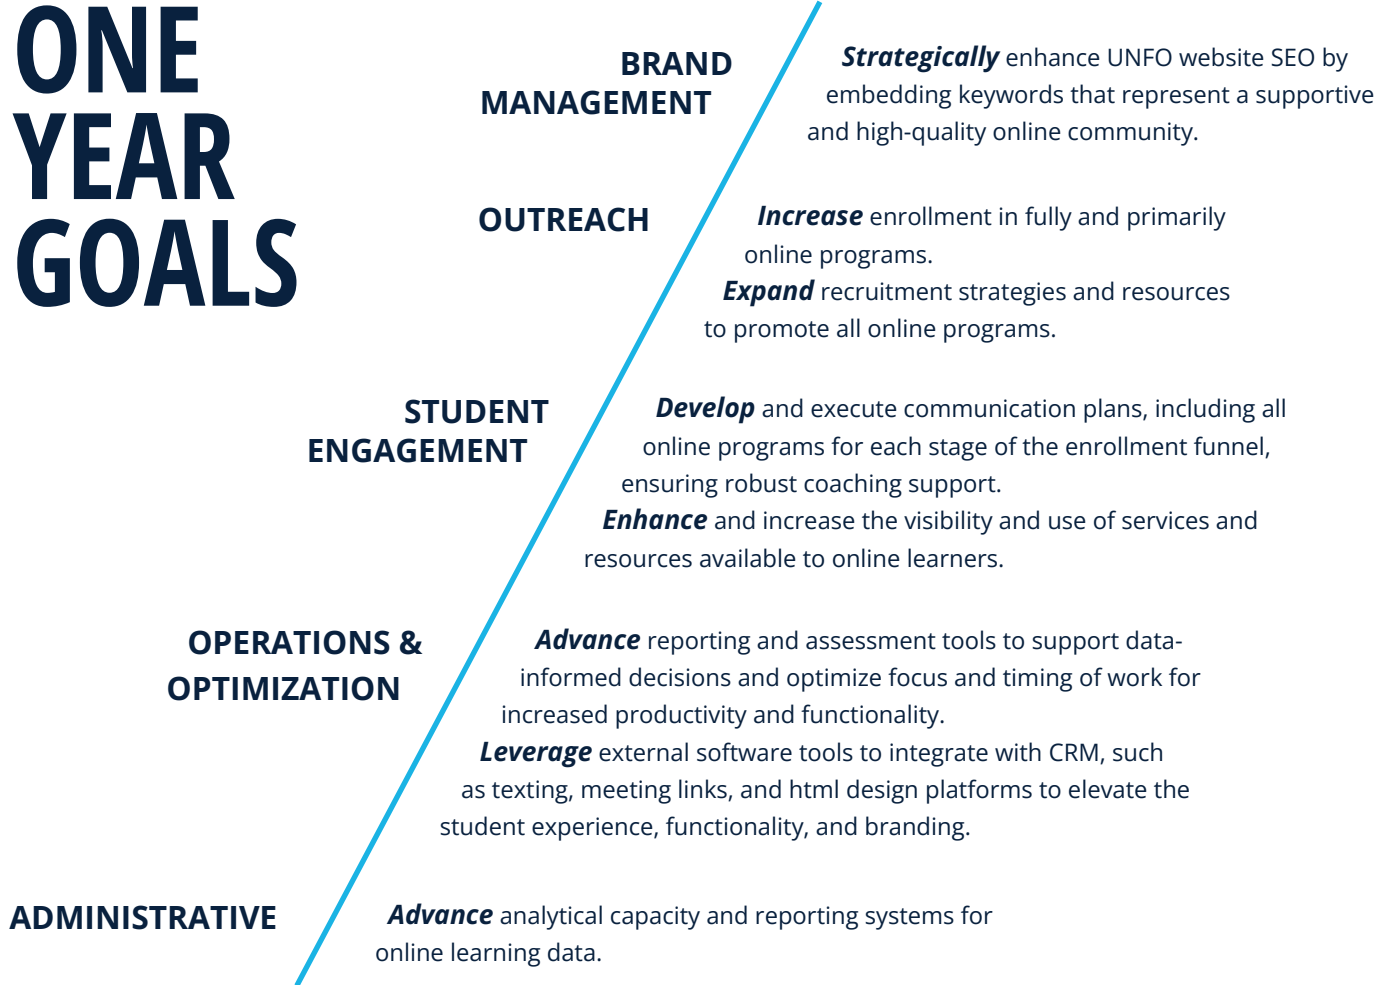 ONE
YEAR
GOALS
BRAND
MANAGEMENT
Strategically enhance UNFO website SEO by
embedding keywords that represent a supportive
and high-quality online community.
OUTREACH
Increase enrollment in fully and primarily
online programs.
Expand recruitment strategies and resources
to promote all online programs.
STUDENT
ENGAGEMENT
Develop and execute communication plans, including all
online programs for each stage of the enrollment funnel,
ensuring robust coaching support.
Enhance and increase the visibility and use of services and
resources available to online learners.
OPERATIONS &
OPTIMIZATION
Advance reporting and assessment tools to support data-
informed decisions and optimize focus and timing of work for
increased productivity and functionality.
Leverage external software tools to integrate with CRM, such
as texting, meeting links, and html design platforms to elevate the
student experience, functionality, and branding.
ADMINISTRATIVE
Advance analytical capacity and reporting systems for
online learning data.